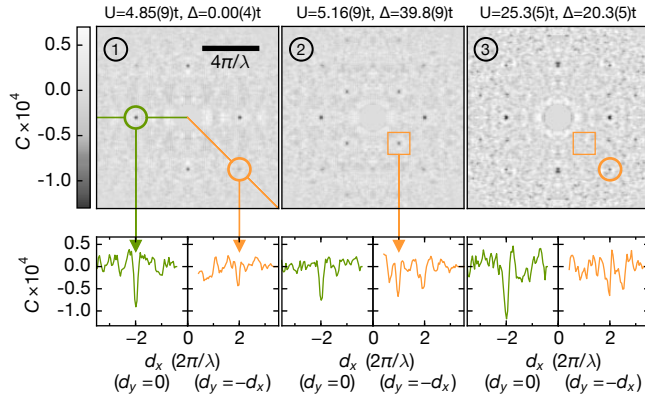 U=4.85(9)t, Δ=0.00(4)t U=5.16(9)t, Δ=39.8(9)t U=25.3(5)t, Δ=20.3(5)t
0.5
0.0
-0.5
-1.0
C×10⁴
1
4π/λ
2
3
0.5
0.0
-0.5
-1.0
C×10⁴
−2 0 2 −2 0 2 −2 0 2
dx (2π/λ) dx (2π/λ) dx (2π/λ)
(dy = 0) (dy = −dx) (dy = 0) (dy = −dx) (dy = 0) (dy = −dx)